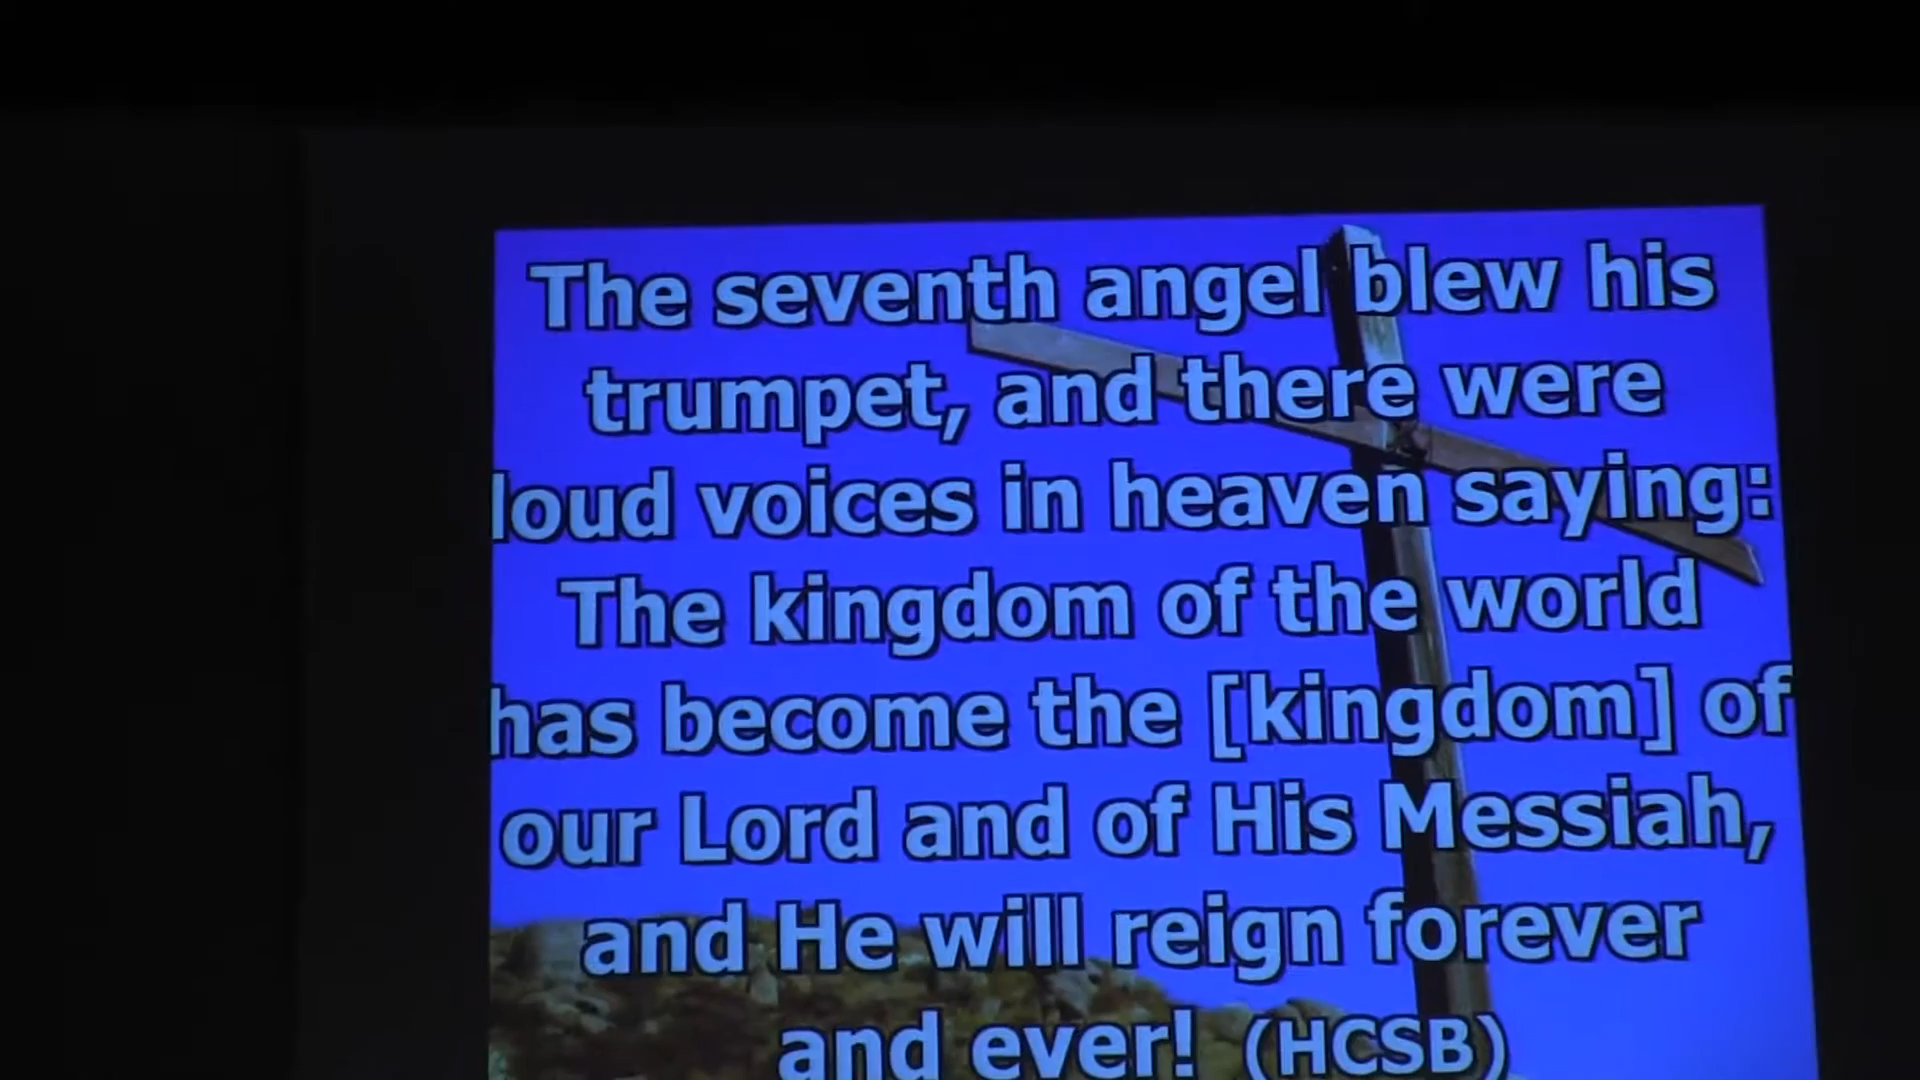 The seventh angel blew his
trumpet, and there were
loud voices in heaven saying:
The kingdom of the world
has become the [kingdom] of
our Lord and of His Messiah,
and He will reign forever
and ever! (HCSB)